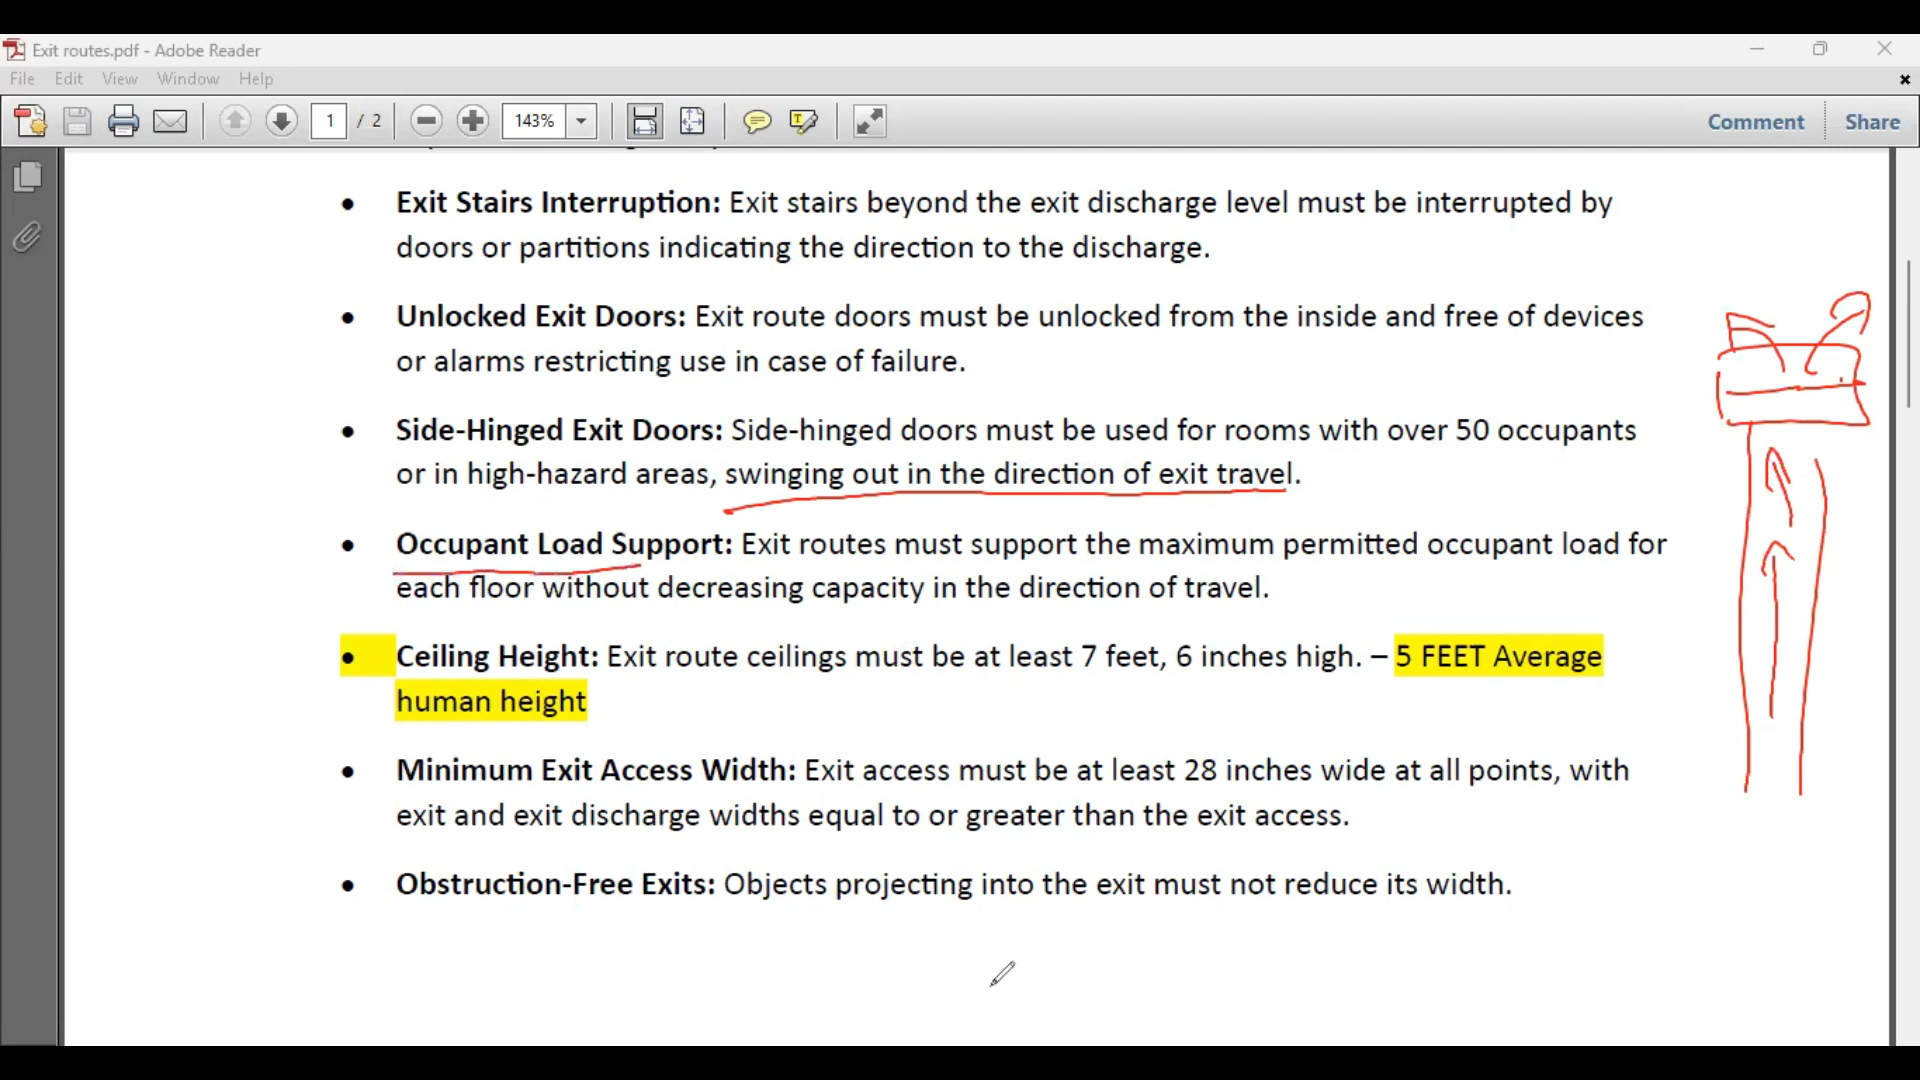 Exit routes.pdf - Adobe Reader
File Edit View Window Help
1 / 2 143% Comment Share
• Exit Stairs Interruption: Exit stairs beyond the exit discharge level must be interrupted by
doors or partitions indicating the direction to the discharge.
• Unlocked Exit Doors: Exit route doors must be unlocked from the inside and free of devices
or alarms restricting use in case of failure.
• Side-Hinged Exit Doors: Side-hinged doors must be used for rooms with over 50 occupants
or in high-hazard areas, swinging out in the direction of exit travel.
• Occupant Load Support: Exit routes must support the maximum permitted occupant load for
each floor without decreasing capacity in the direction of travel.
• Ceiling Height: Exit route ceilings must be at least 7 feet, 6 inches high. – 5 FEET Average
human height
• Minimum Exit Access Width: Exit access must be at least 28 inches wide at all points, with
exit and exit discharge widths equal to or greater than the exit access.
• Obstruction-Free Exits: Objects projecting into the exit must not reduce its width.